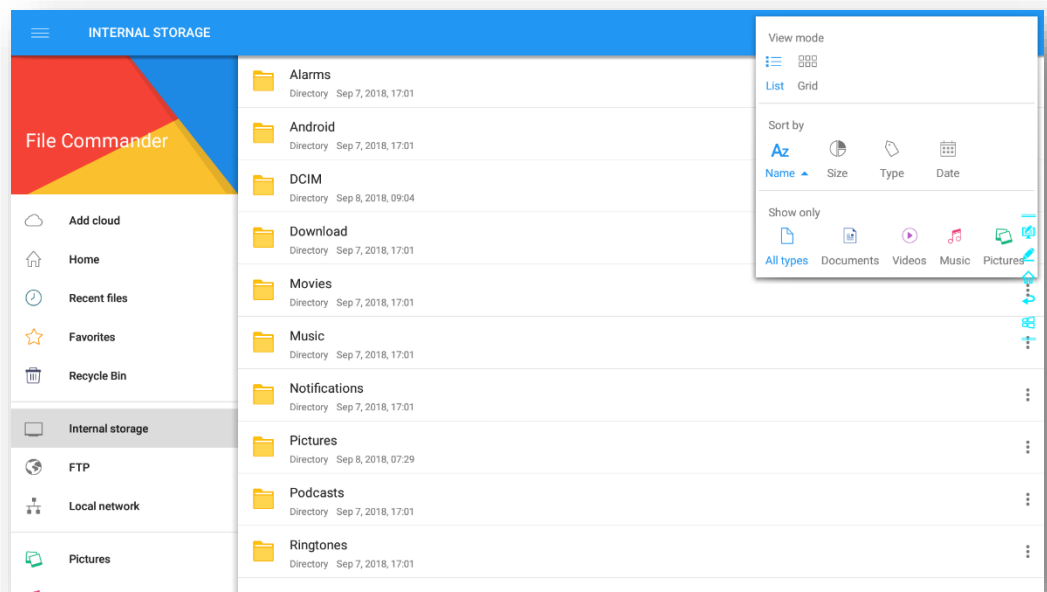 INTERNAL STORAGE
File Commander
Add cloud
Home
Recent files
Favorites
Recycle Bin
Internal storage
FTP
Local network
Pictures
Alarms
Directory Sep 7, 2018, 17:01
Android
Directory Sep 7, 2018, 17:01
DCIM
Directory Sep 8, 2018, 09:04
Download
Directory Sep 7, 2018, 17:01
Movies
Directory Sep 7, 2018, 17:01
Music
Directory Sep 7, 2018, 17:01
Notifications
Directory Sep 7, 2018, 17:01
Pictures
Directory Sep 8, 2018, 07:29
Podcasts
Directory Sep 7, 2018, 17:01
Ringtones
Directory Sep 7, 2018, 17:01
View mode
List Grid
Sort by
Az
Name Size Type Date
Show only
All types Documents Videos Music Pictures